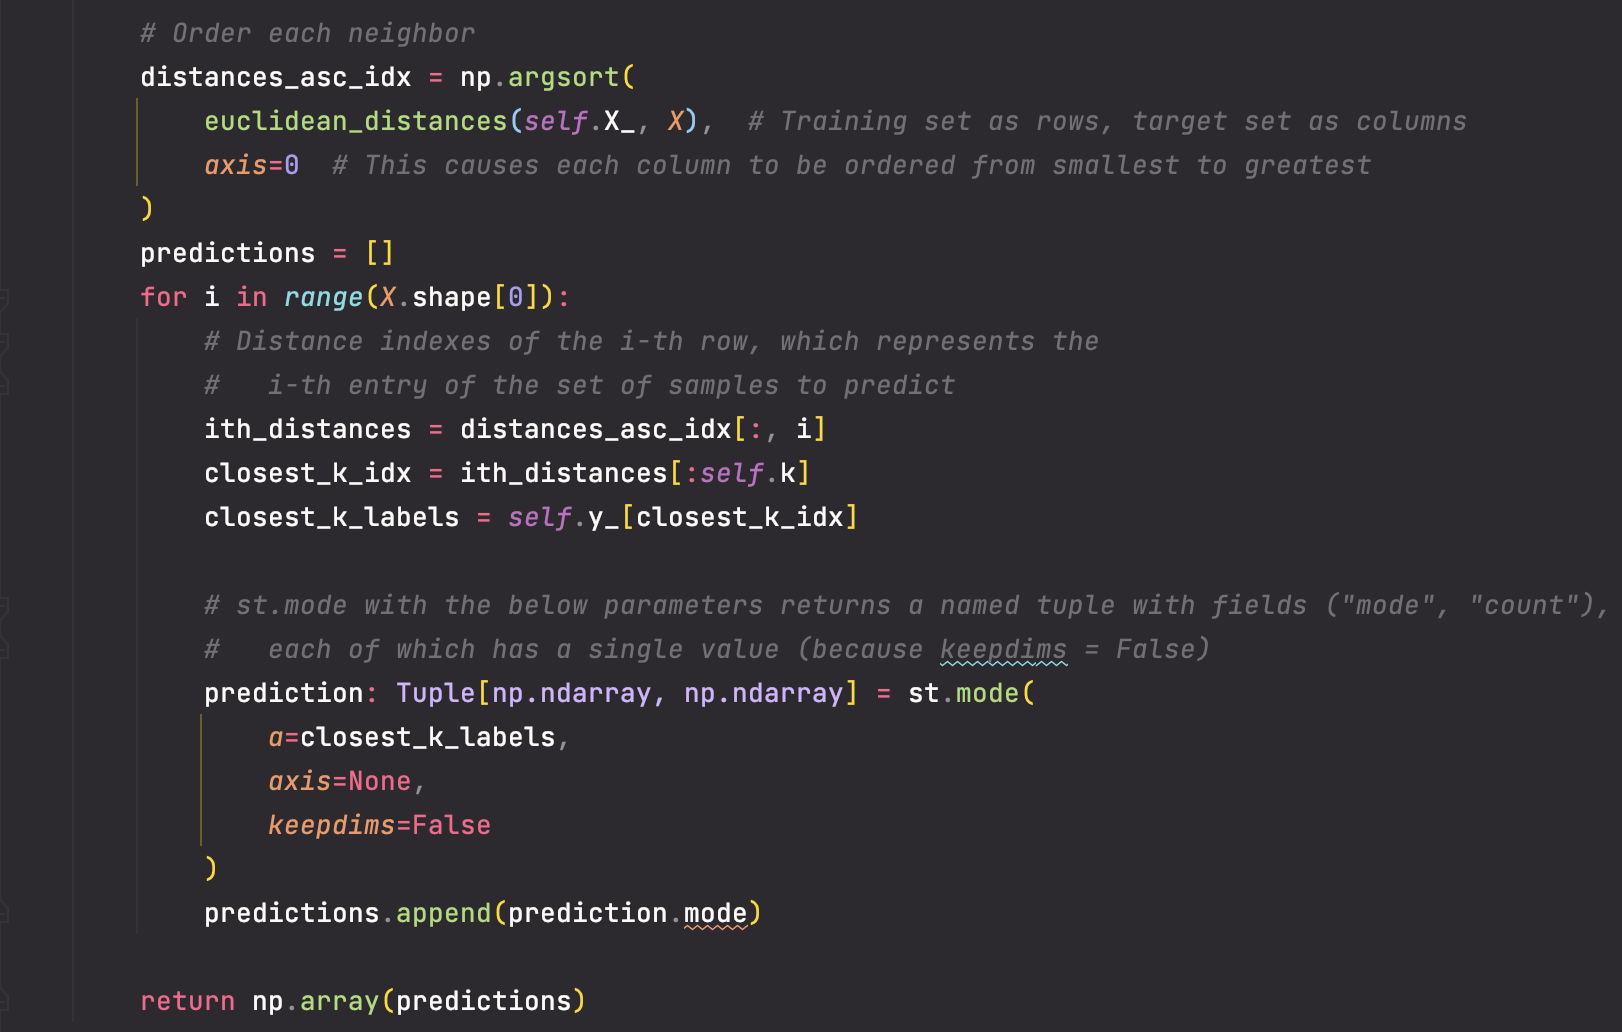 # Order each neighbor
distances_asc_idx = np.argsort(
    euclidean_distances(self.X_, X),  # Training set as rows, target set as columns
    axis=0  # This causes each column to be ordered from smallest to greatest
)
predictions = []
for i in range(X.shape[0]):
    # Distance indexes of the i-th row, which represents the
    #   i-th entry of the set of samples to predict
    ith_distances = distances_asc_idx[:, i]
    closest_k_idx = ith_distances[:self.k]
    closest_k_labels = self.y_[closest_k_idx]

    # st.mode with the below parameters returns a named tuple with fields ("mode", "count"),
    #   each of which has a single value (because keepdims = False)
    prediction: Tuple[np.ndarray, np.ndarray] = st.mode(
        a=closest_k_labels,
        axis=None,
        keepdims=False
    )
    predictions.append(prediction.mode)

return np.array(predictions)